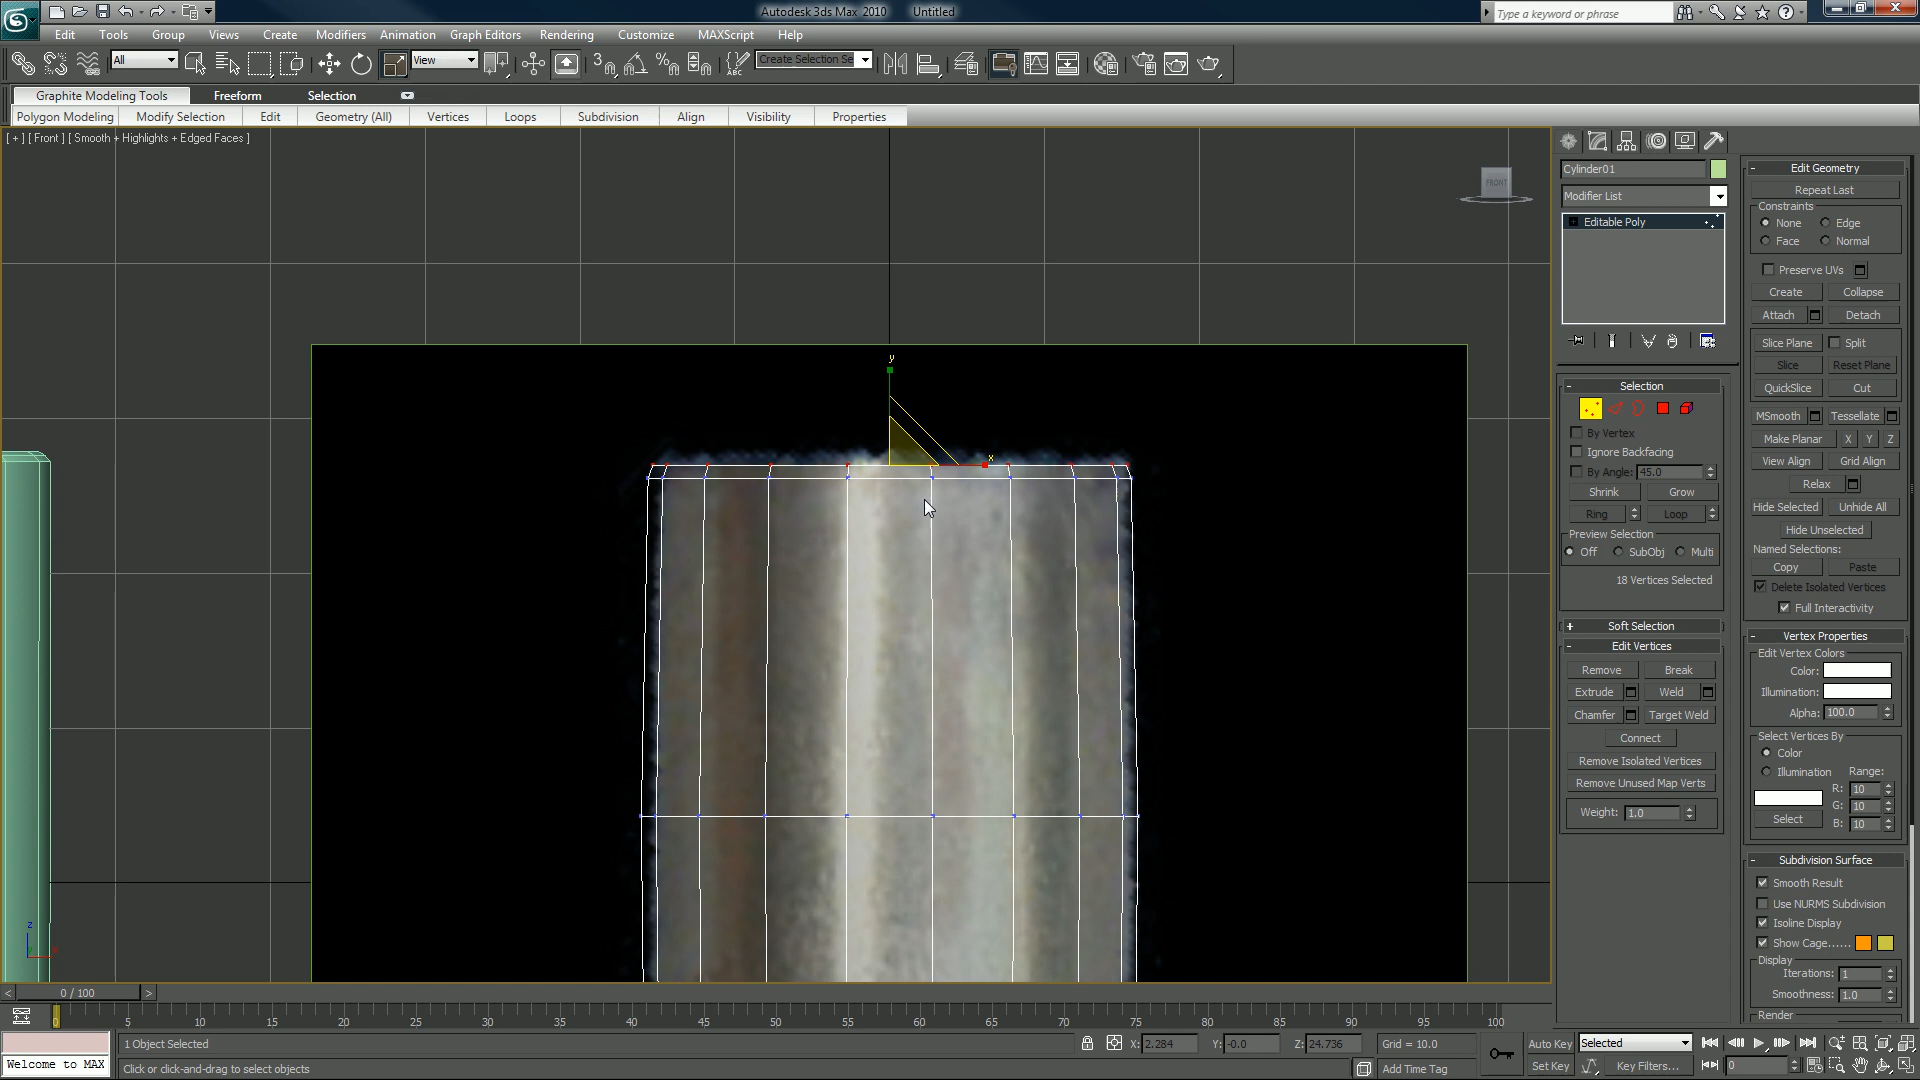 Autodesk 3ds Max 2010 Untitled
Type a keyword or phrase
Edit Tools Group Views Create Modifiers Animation Graph Editors Rendering Customize MAXScript Help
All View Create Selection Se
Graphite Modeling Tools Freeform Selection
Polygon Modeling Modify Selection Edit Geometry (All) Vertices Loops Subdivision Align Visibility Properties
[ + ] [ Front ] [ Smooth + Highlights + Edged Faces ]
FRONT
y
x
z
Cylinder01
Modifier List
Editable Poly
- Selection
By Vertex
Ignore Backfacing
By Angle: 45.0
Shrink Grow
Ring Loop
Preview Selection
Off SubObj Multi
18 Vertices Selected
+ Soft Selection
- Edit Vertices
Remove Break
Extrude Weld
Chamfer Target Weld
Connect
Remove Isolated Vertices
Remove Unused Map Verts
Weight: 1.0
- Edit Geometry
Repeat Last
Constraints
None Edge
Face Normal
Preserve UVs
Create Collapse
Attach Detach
Slice Plane Split
Slice Reset Plane
QuickSlice Cut
MSmooth Tessellate
Make Planar X Y Z
View Align Grid Align
Relax
Hide Selected Unhide All
Hide Unselected
Named Selections:
Copy Paste
Delete Isolated Vertices
Full Interactivity
- Vertex Properties
Edit Vertex Colors
Color:
Illumination:
Alpha: 100.0
Select Vertices By
Color
Illumination Range:
R: 10
G: 10
Select B: 10
- Subdivision Surface
Smooth Result
Use NURMS Subdivision
Isoline Display
Show Cage......
Display
Iterations: 1
Smoothness: 1.0
Render
< 0 / 100 >
0 5 10 15 20 25 30 35 40 45 50 55 60 65 70 75 80 85 90 95 100
1 Object Selected X: 2.284 Y: -0.0 Z: 24.736 Grid = 10.0 Auto Key Selected
Welcome to MAX Click or click-and-drag to select objects Add Time Tag Set Key Key Filters... 0